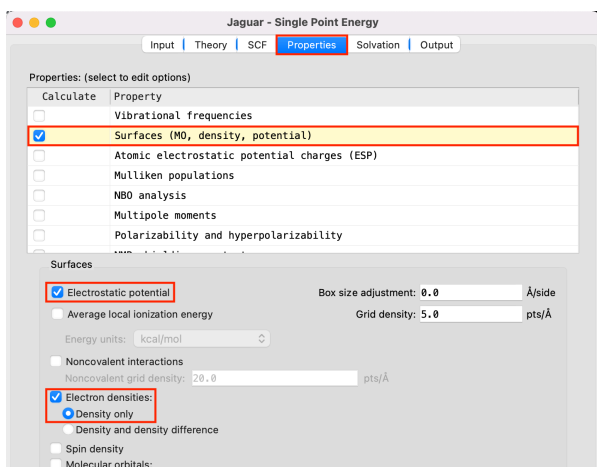 Jaguar - Single Point Energy
Input Theory SCF Properties Solvation Output
Properties: (select to edit options)
Calculate Property
Vibrational frequencies
Surfaces (MO, density, potential)
Atomic electrostatic potential charges (ESP)
Mulliken populations
NBO analysis
Multipole moments
Polarizability and hyperpolarizability
Surfaces
Electrostatic potential Box size adjustment: 0.0 Å/side
Average local ionization energy Grid density: 5.0 pts/Å
Energy units: kcal/mol
Noncovalent interactions
Noncovalent grid density: 20.0 pts/Å
Electron densities:
Density only
Density and density difference
Spin density
Molecular orbitals: